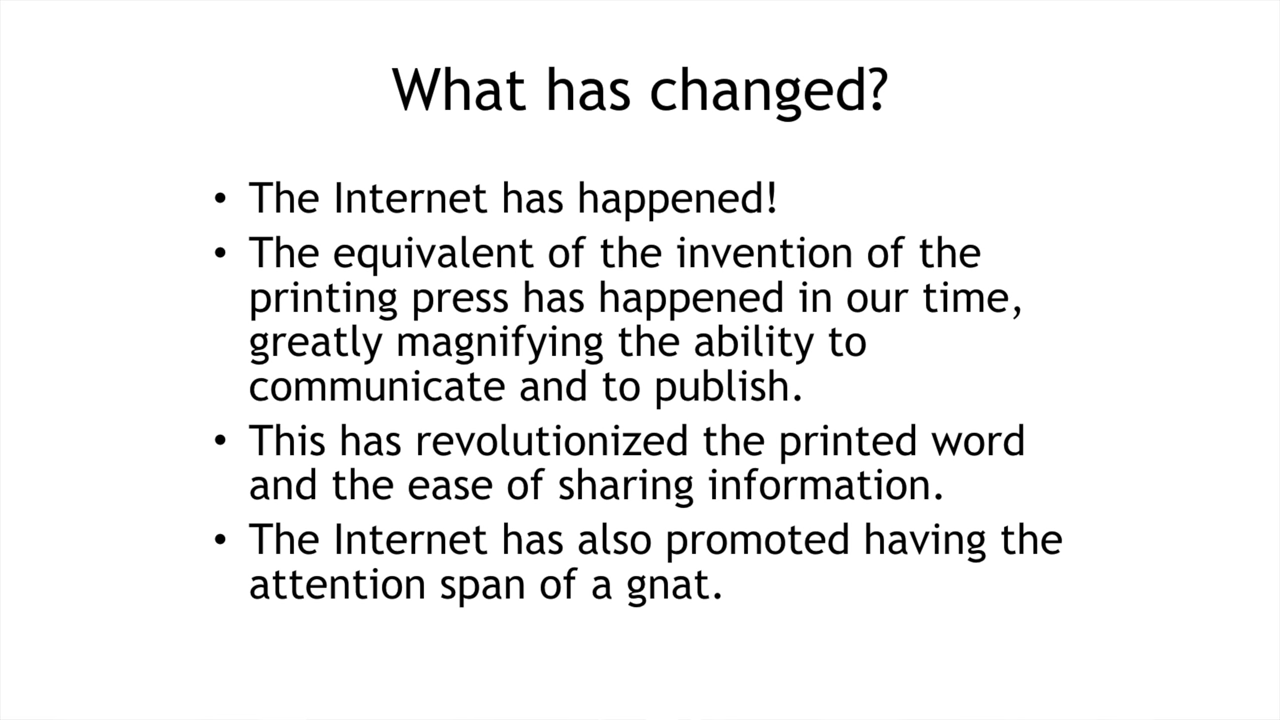 What has changed?
• The Internet has happened!
• The equivalent of the invention of the
printing press has happened in our time,
greatly magnifying the ability to
communicate and to publish.
• This has revolutionized the printed word
and the ease of sharing information.
• The Internet has also promoted having the
attention span of a gnat.